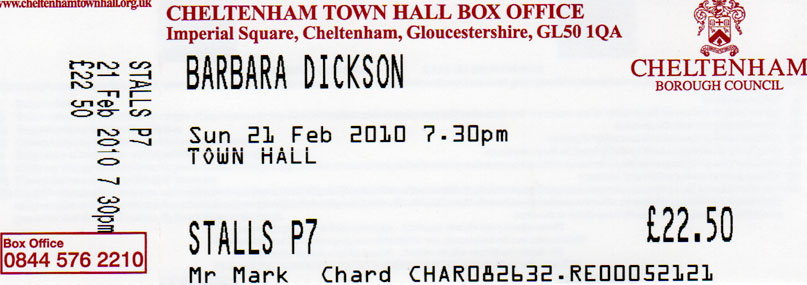 www.cheltenhamtownhall.org.uk
CHELTENHAM TOWN HALL BOX OFFICE
Imperial Square, Cheltenham, Gloucestershire, GL50 1QA
CHELTENHAM
BOROUGH COUNCIL
STALLS P7
21 Feb 2010 7 30pm
£22 50
BARBARA DICKSON
Sun 21 Feb 2010 7.30pm
TOWN HALL
STALLS P7
£22.50
Box Office
0844 576 2210
Mr Mark Chard CHAR082632.RE00052121